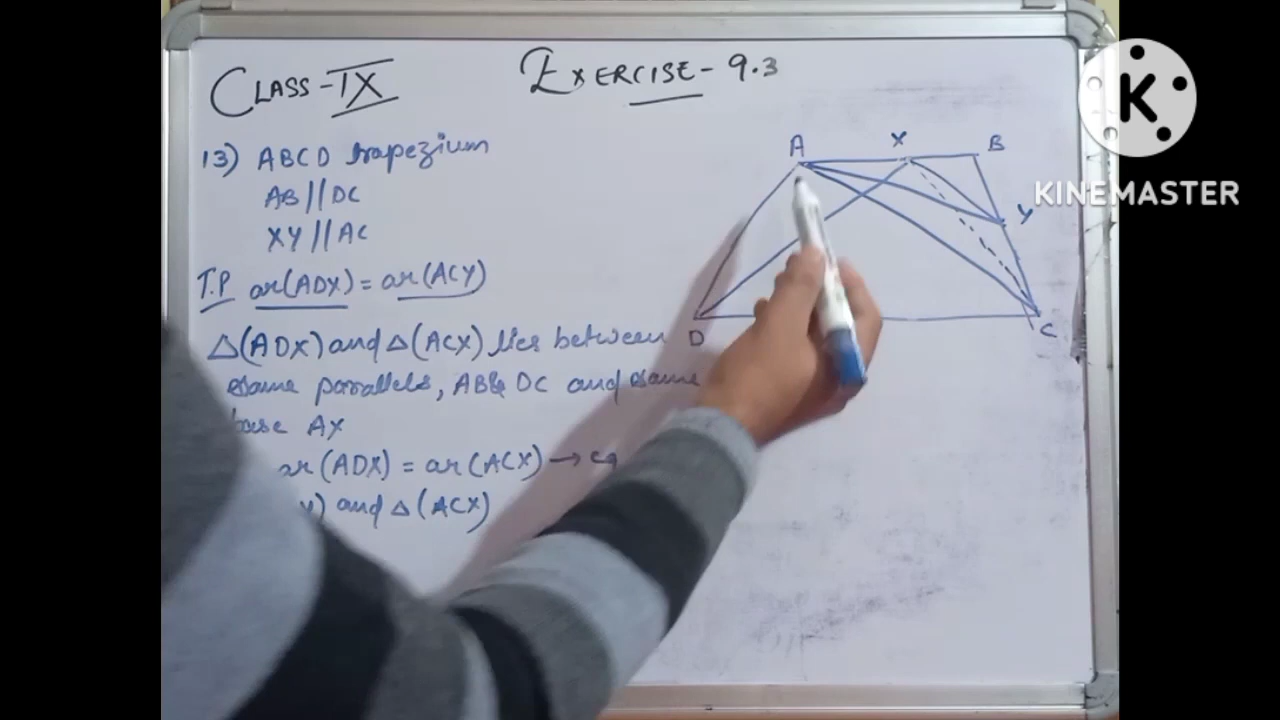 CLASS-IX
EXERCISE-9.3
13) ABCD trapezium
AB//DC
XY//AC
T.P ar(ADX) = ar(ACY)
Δ(ADX) and Δ(ACX) lies between
same parallels, AB& DC and same
base AX
ar(ADX) = ar(ACX) → eq
Y) and Δ(ACX)
A X B
Y
D C
K
KINEMASTER